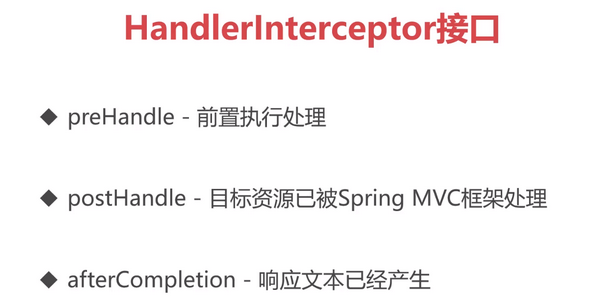 HandlerInterceptor接口
◆ preHandle - 前置执行处理
◆ postHandle - 目标资源已被Spring MVC框架处理
◆ afterCompletion - 响应文本已经产生